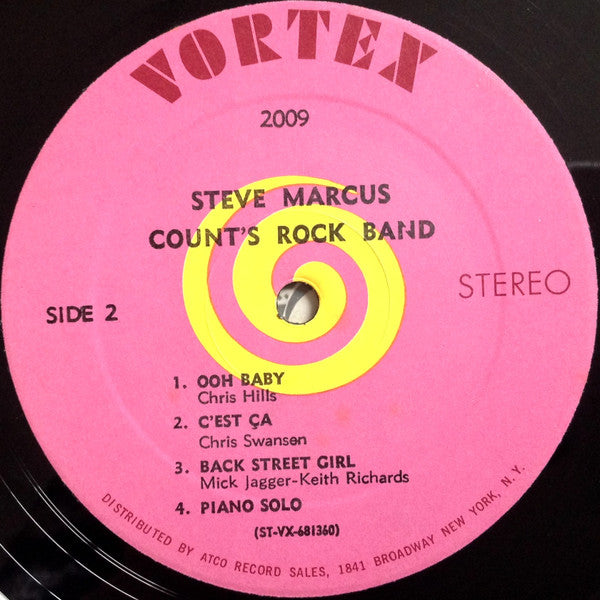 VORTEX
2009
STEVE MARCUS
COUNT'S ROCK BAND
STEREO
SIDE 2
1. OOH BABY
Chris Hills
2. C'EST ÇA
Chris Swansen
3. BACK STREET GIRL
Mick Jagger-Keith Richards
4. PIANO SOLO
(ST-VX-681360)
DISTRIBUTED BY ATCO RECORD SALES, 1841 BROADWAY NEW YORK, N.Y.